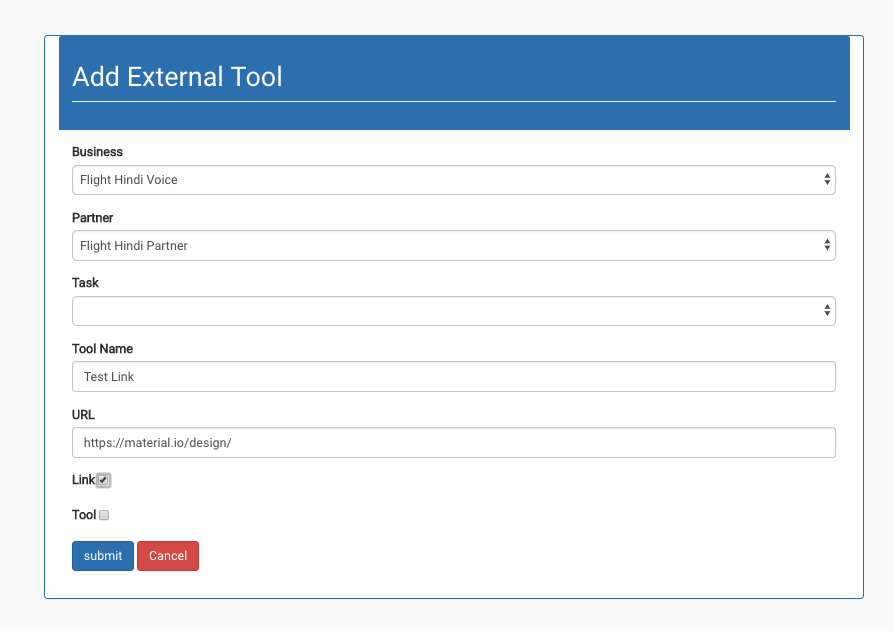 Add External Tool
Business
Flight Hindi Voice
Partner
Flight Hindi Partner
Task
Tool Name
Test Link
URL
https://material.io/design/
Link
Tool
submit Cancel